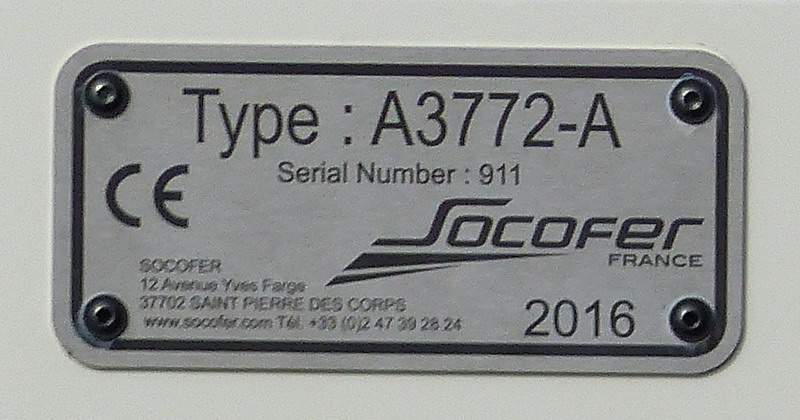 Type : A3772-A
Serial Number : 911
CE
SOCOFER
FRANCE
SOCOFER
12 Avenue Yves Farge
37702 SAINT PIERRE DES CORPS
www.socofer.com Tél. +33 (0)2 47 39 28 24
2016